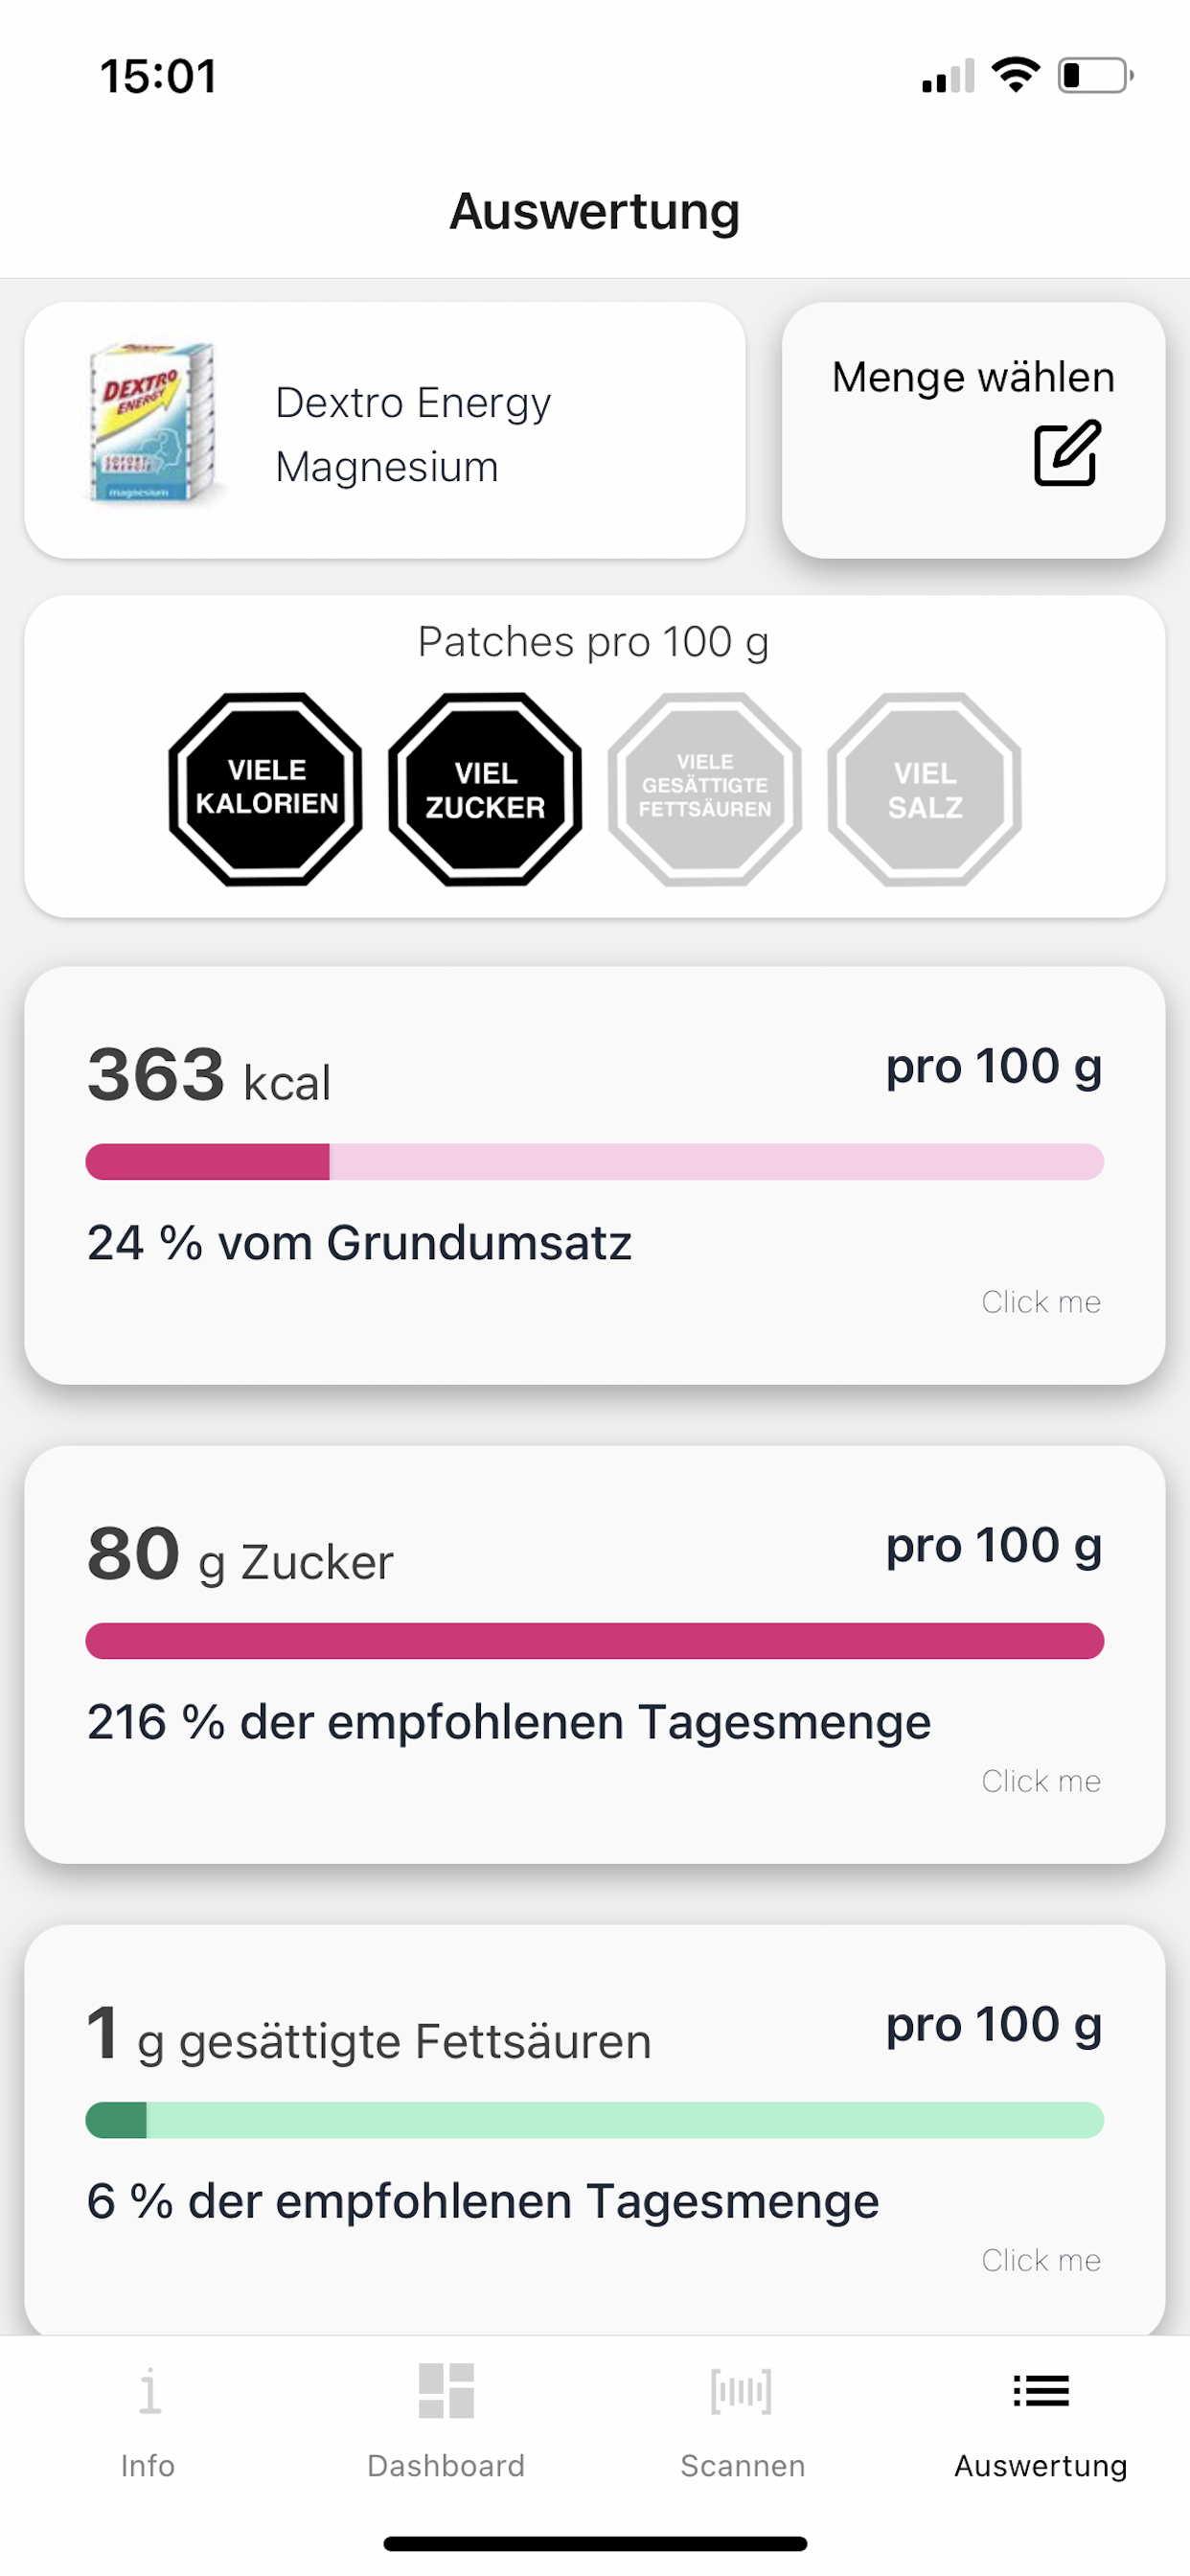 15:01
Auswertung
DEXTRO
ENERGY
SOFORT
ENERGIE
magnesium
Dextro Energy
Magnesium
Menge wählen
Patches pro 100 g
VIELE
KALORIEN
VIEL
ZUCKER
VIELE
GESÄTTIGTE
FETTSÄUREN
VIEL
SALZ
363 kcal
pro 100 g
24 % vom Grundumsatz
Click me
80 g Zucker
pro 100 g
216 % der empfohlenen Tagesmenge
Click me
1 g gesättigte Fettsäuren
pro 100 g
6 % der empfohlenen Tagesmenge
Click me
Info
Dashboard
Scannen
Auswertung